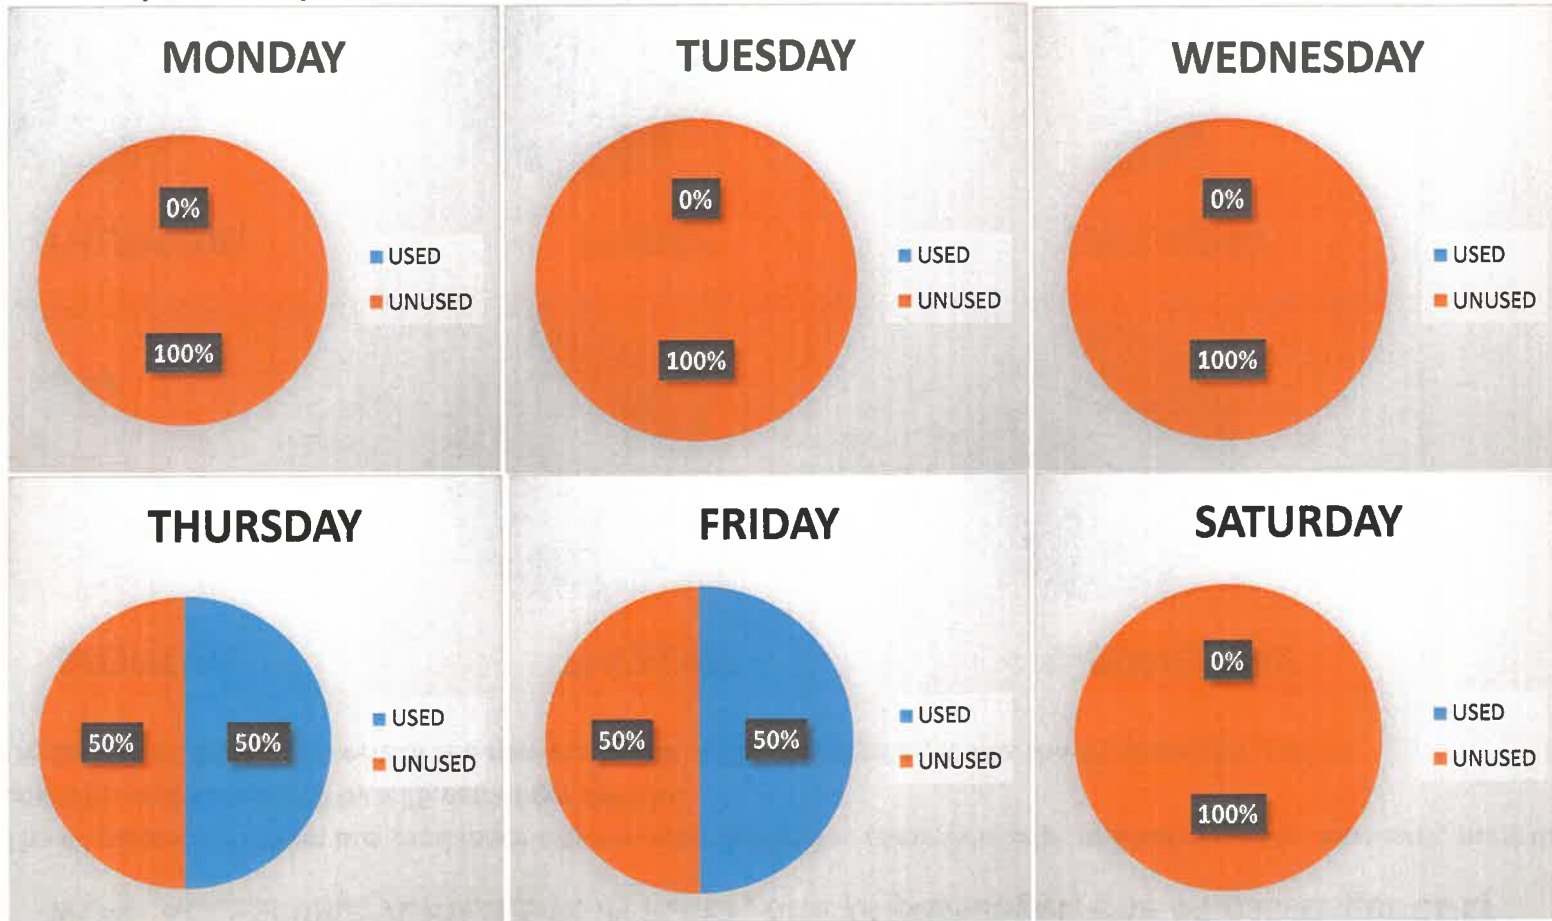 MONDAY
0%
100%
USED
UNUSED
TUESDAY
0%
100%
USED
UNUSED
WEDNESDAY
0%
100%
USED
UNUSED
THURSDAY
50%
50%
USED
UNUSED
FRIDAY
50%
50%
USED
UNUSED
SATURDAY
0%
100%
USED
UNUSED